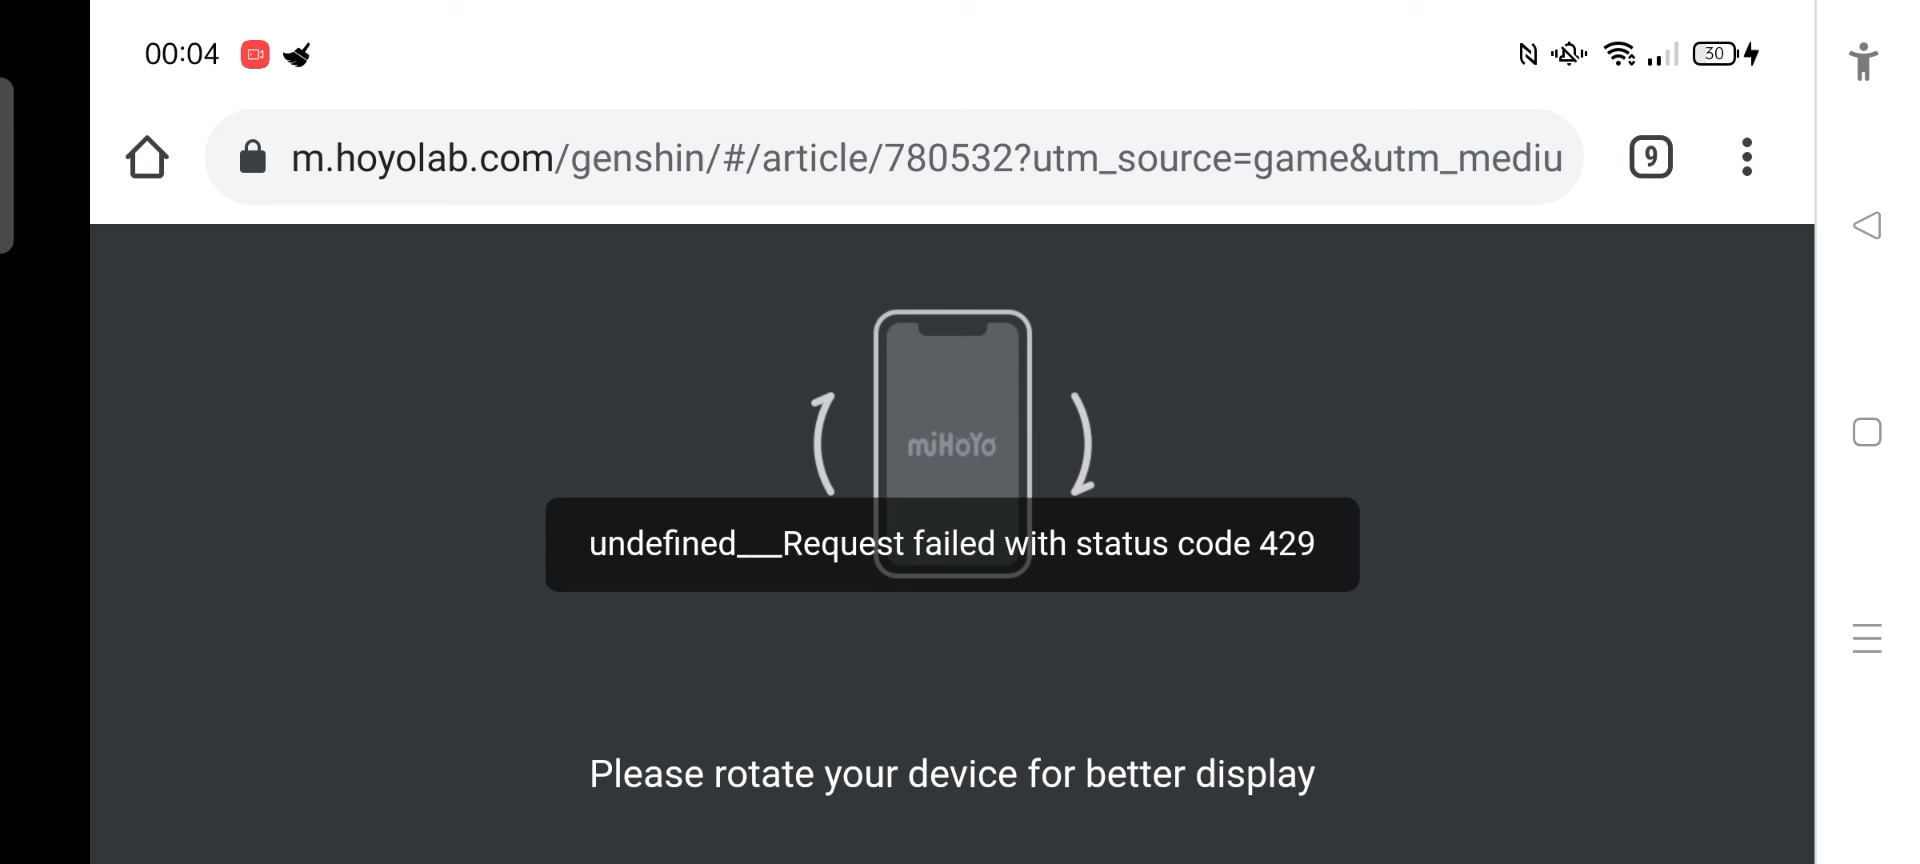 00:04
30
m.hoyolab.com/genshin/#/article/780532?utm_source=game&utm_mediu
9
miHoYo
undefined___Request failed with status code 429
Please rotate your device for better display